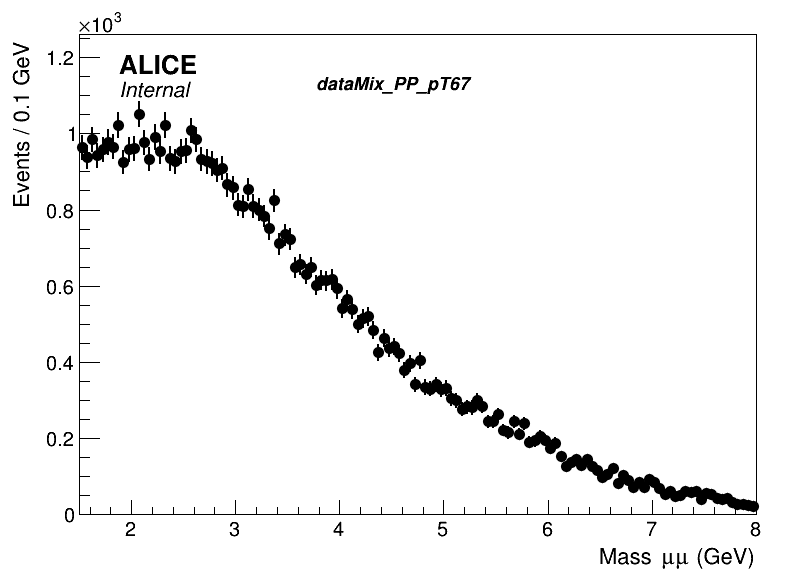 ×10³
ALICE
Internal
dataMix_PP_pT67
Events / 0.1 GeV
1.2
1
0.8
0.6
0.4
0.2
0
2 3 4 5 6 7 8
Mass μμ (GeV)